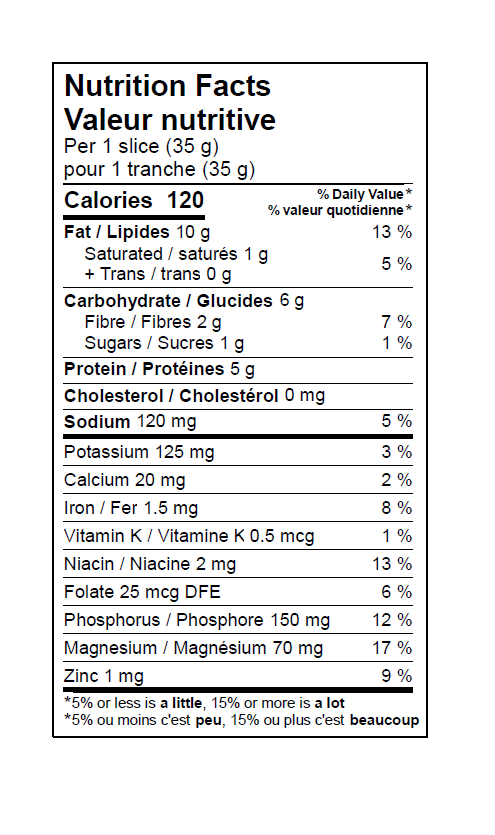 Nutrition Facts
Valeur nutritive
Per 1 slice (35 g)
pour 1 tranche (35 g)
Calories 120
% Daily Value*
% valeur quotidienne*
Fat / Lipides 10 g 13 %
Saturated / saturés 1 g
+ Trans / trans 0 g 5 %
Carbohydrate / Glucides 6 g
Fibre / Fibres 2 g 7 %
Sugars / Sucres 1 g 1 %
Protein / Protéines 5 g
Cholesterol / Cholestérol 0 mg
Sodium 120 mg 5 %
Potassium 125 mg 3 %
Calcium 20 mg 2 %
Iron / Fer 1.5 mg 8 %
Vitamin K / Vitamine K 0.5 mcg 1 %
Niacin / Niacine 2 mg 13 %
Folate 25 mcg DFE 6 %
Phosphorus / Phosphore 150 mg 12 %
Magnesium / Magnésium 70 mg 17 %
Zinc 1 mg 9 %
*5% or less is a little, 15% or more is a lot
*5% ou moins c'est peu, 15% ou plus c'est beaucoup